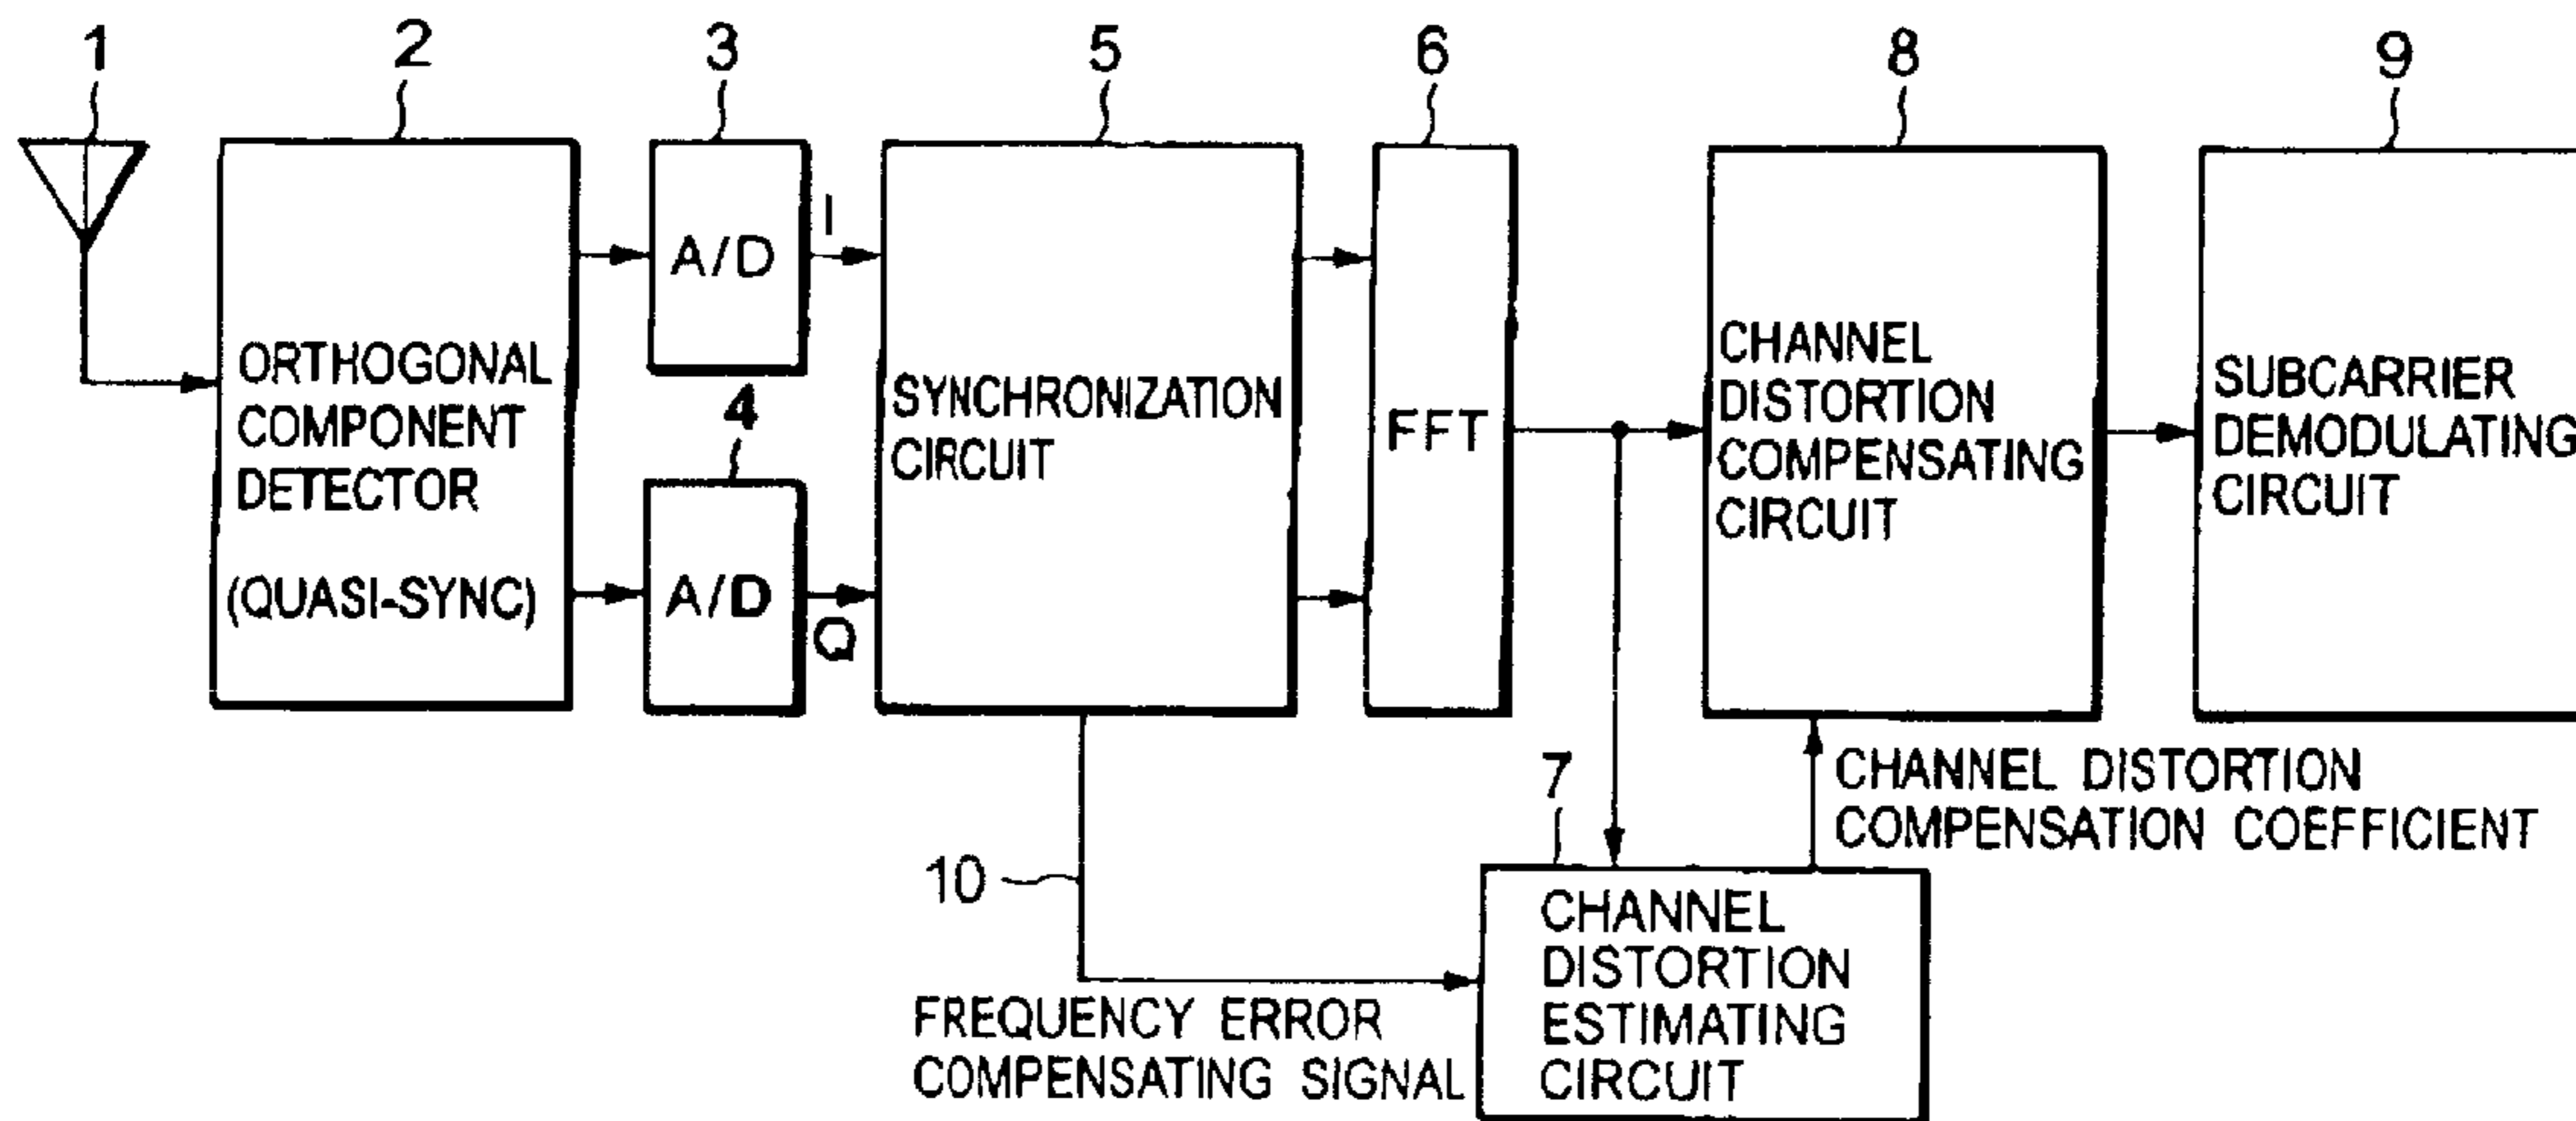 1
2
3
5
6
8
9
A/D
I
ORTHOGONAL
COMPONENT
DETECTOR
(QUASI-SYNC)
4
A/D
Q
SYNCHRONIZATION
CIRCUIT
FFT
CHANNEL
DISTORTION
COMPENSATING
CIRCUIT
SUBCARRIER
DEMODULATING
CIRCUIT
CHANNEL DISTORTION
COMPENSATION COEFFICIENT
7
10
CHANNEL
DISTORTION
ESTIMATING
CIRCUIT
FREQUENCY ERROR
COMPENSATING SIGNAL